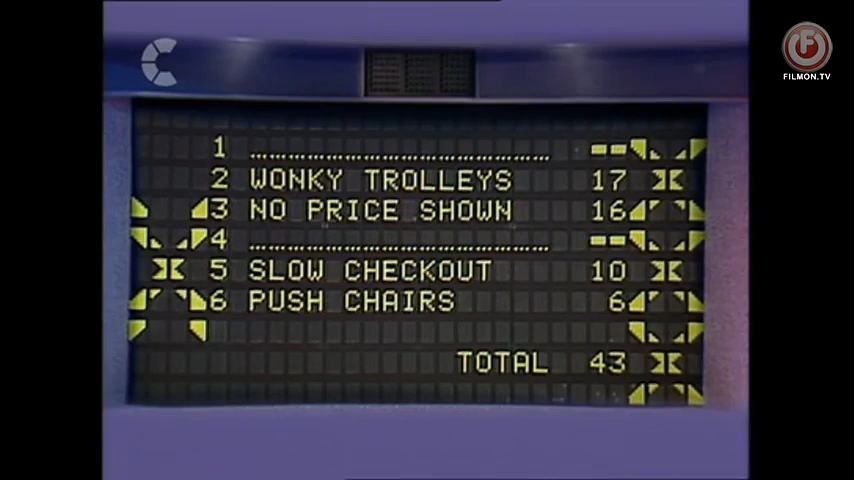 FILMON.TV
1 ................................ --
2 WONKY TROLLEYS 17
3 NO PRICE SHOWN 16
4 ................................ --
5 SLOW CHECKOUT 10
6 PUSH CHAIRS 6
TOTAL 43